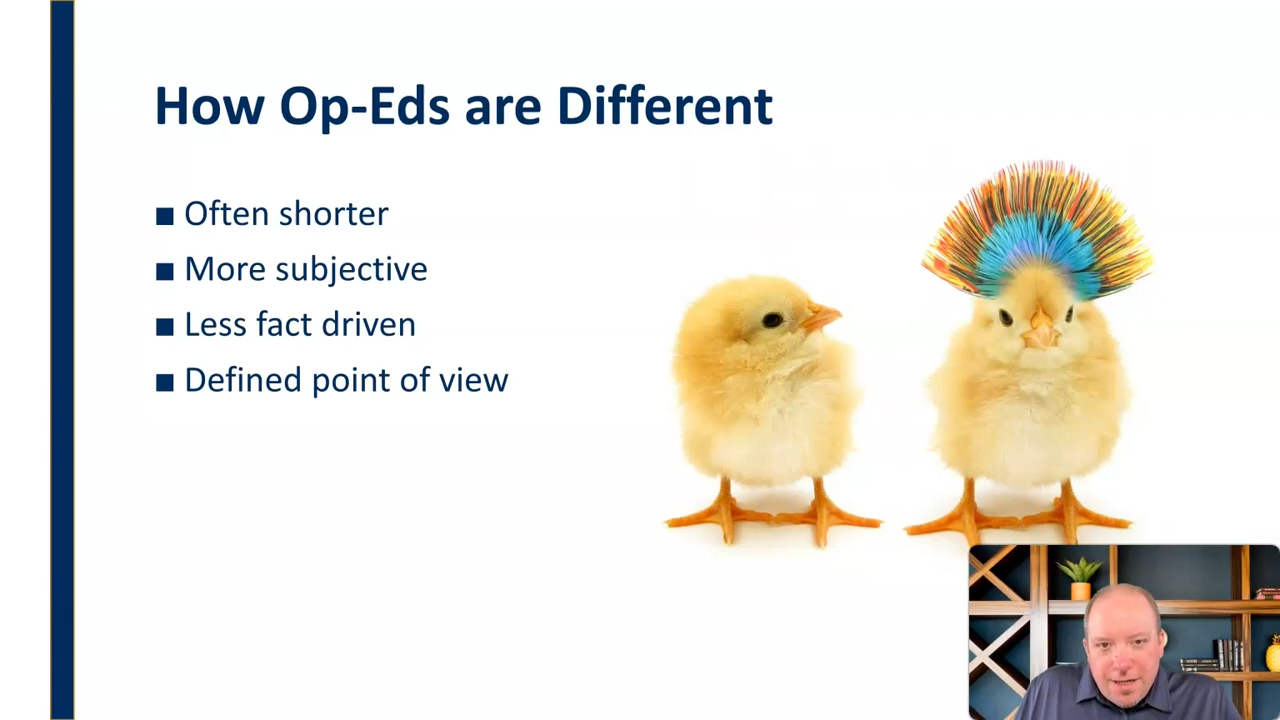 How Op-Eds are Different
■ Often shorter
■ More subjective
■ Less fact driven
■ Defined point of view